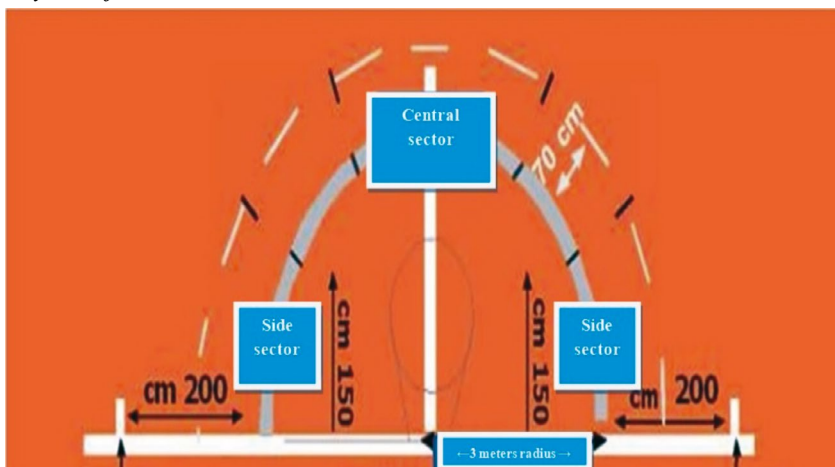 Central
sector
70 cm
Side
sector
cm 150
cm 150
Side
sector
cm 200
cm 200
←3 meters radius→